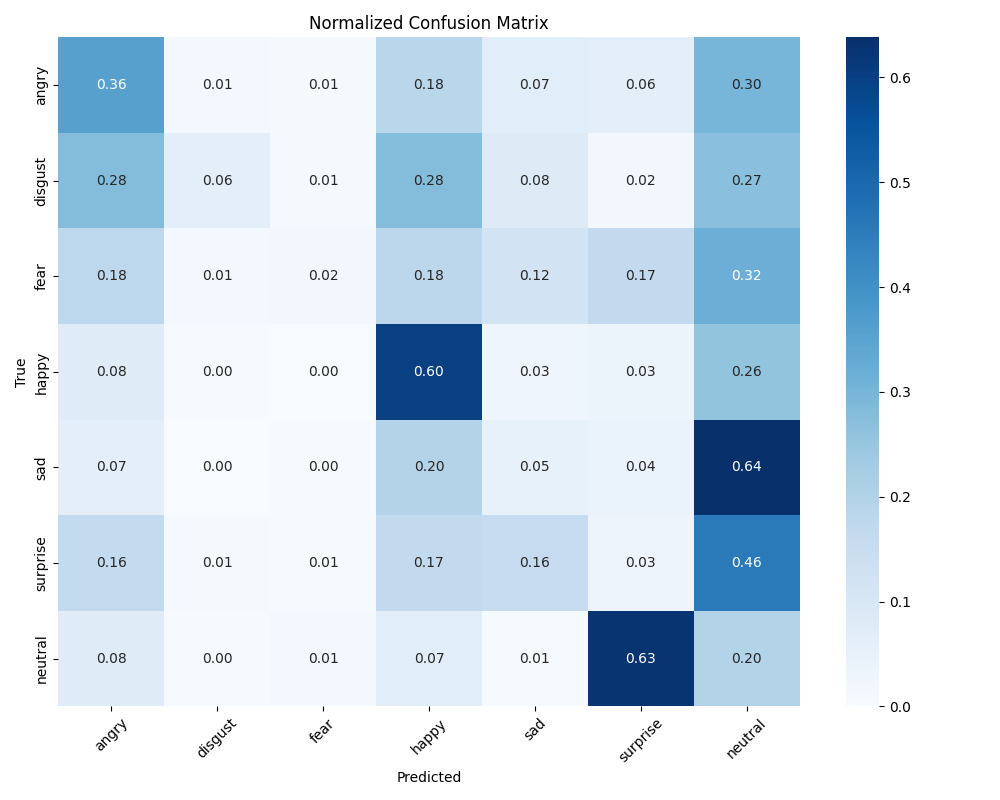 Normalized Confusion Matrix
True
angry 0.36 0.01 0.01 0.18 0.07 0.06 0.30
disgust 0.28 0.06 0.01 0.28 0.08 0.02 0.27
fear 0.18 0.01 0.02 0.18 0.12 0.17 0.32
happy 0.08 0.00 0.00 0.60 0.03 0.03 0.26
sad 0.07 0.00 0.00 0.20 0.05 0.04 0.64
surprise 0.16 0.01 0.01 0.17 0.16 0.03 0.46
neutral 0.08 0.00 0.01 0.07 0.01 0.63 0.20
angry disgust fear happy sad surprise neutral
Predicted
0.6
0.5
0.4
0.3
0.2
0.1
0.0